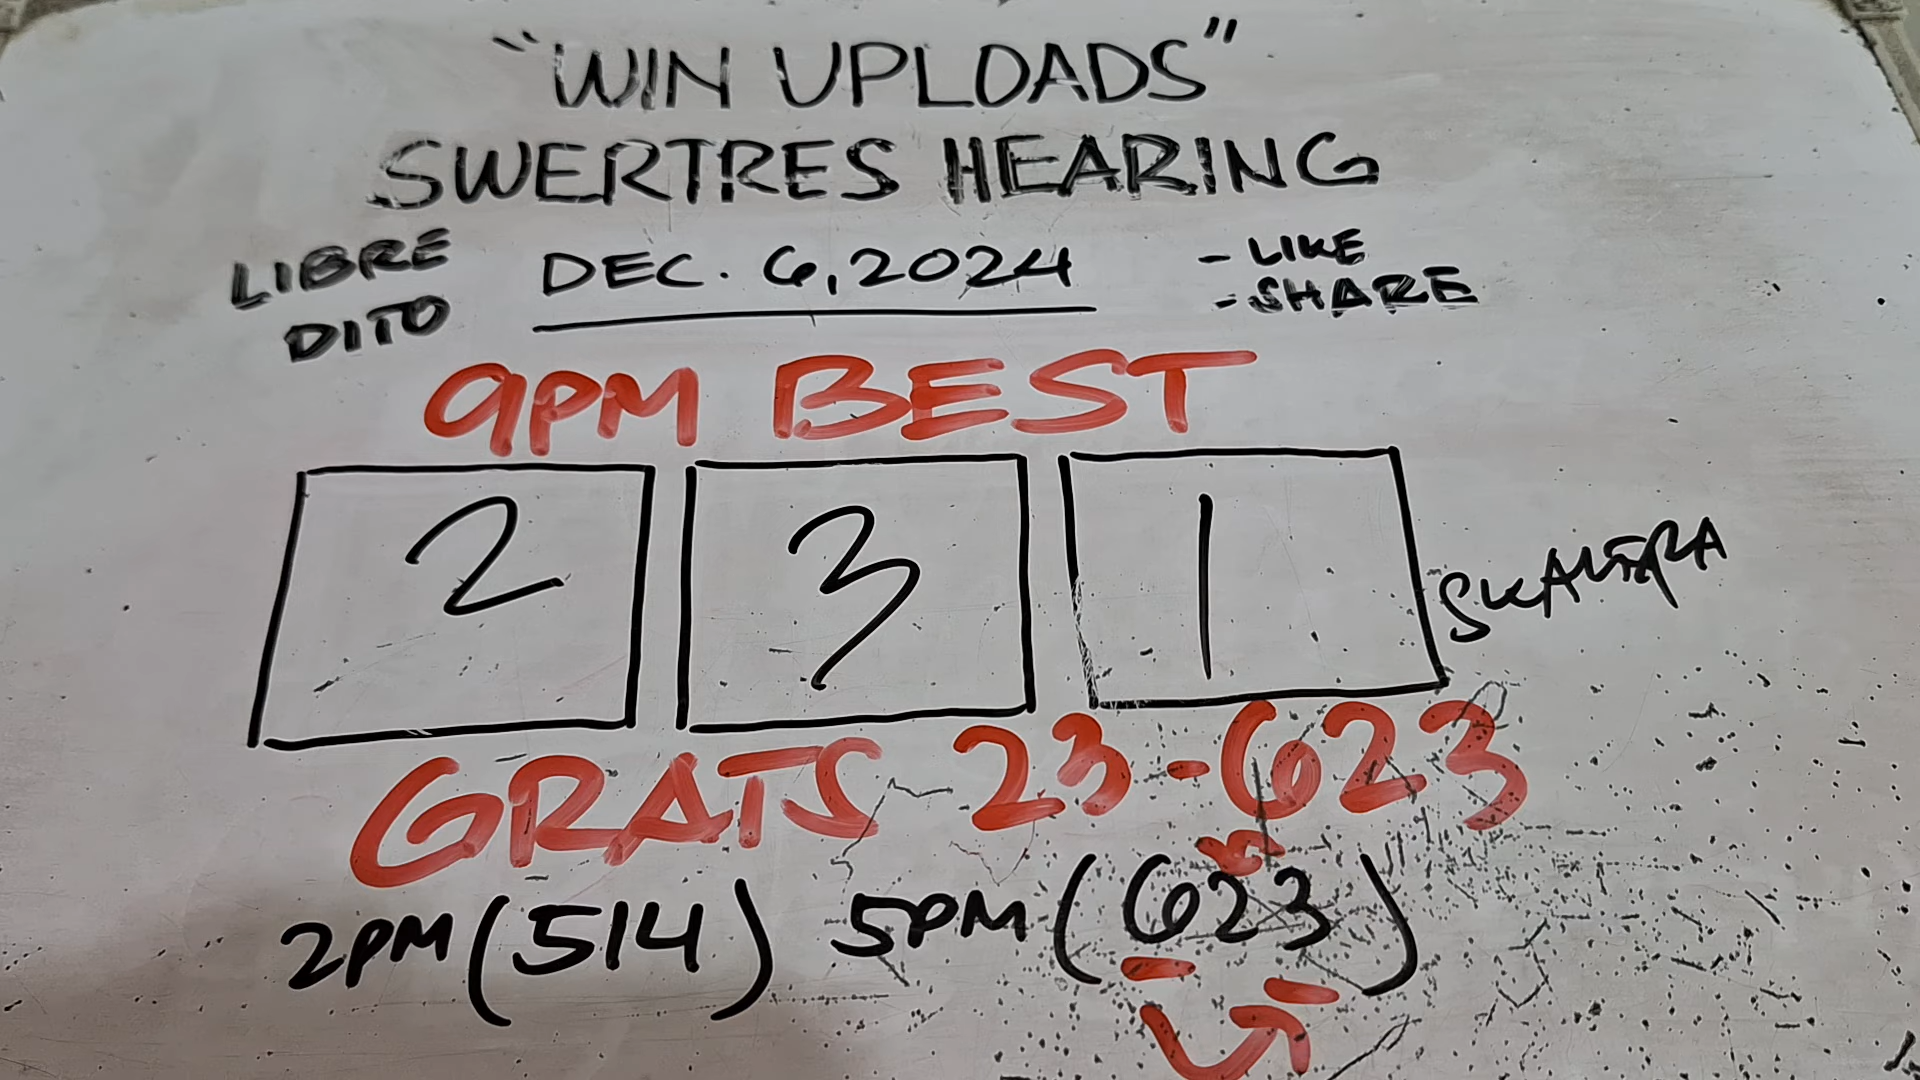 "WIN UPLOADS"
SWERTRES HEARING
LIBRE
DITO
DEC. 6, 2024
- LIKE
- SHARE
9PM BEST
2 3 1
GRATS 23-623
2PM (514) 5PM (623)